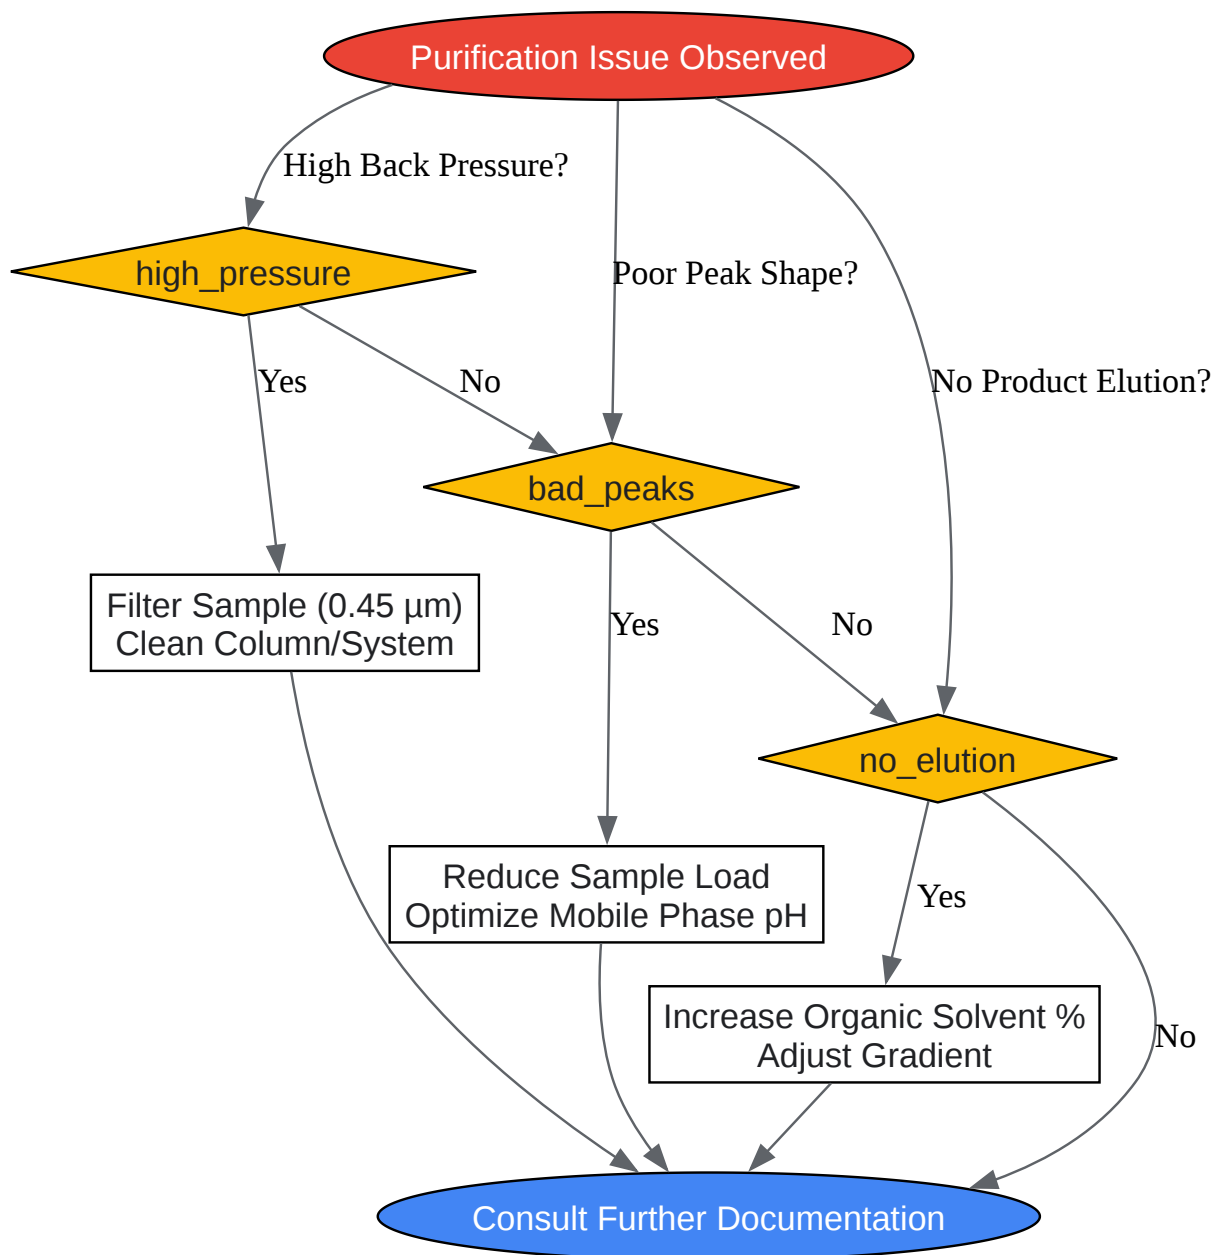 Purification Issue Observed
High Back Pressure?
high_pressure
Poor Peak Shape?
Yes
No
No Product Elution?
bad_peaks
Filter Sample (0.45 µm)
Clean Column/System
Yes
No
no_elution
Reduce Sample Load
Optimize Mobile Phase pH
Yes
Increase Organic Solvent %
Adjust Gradient
No
Consult Further Documentation